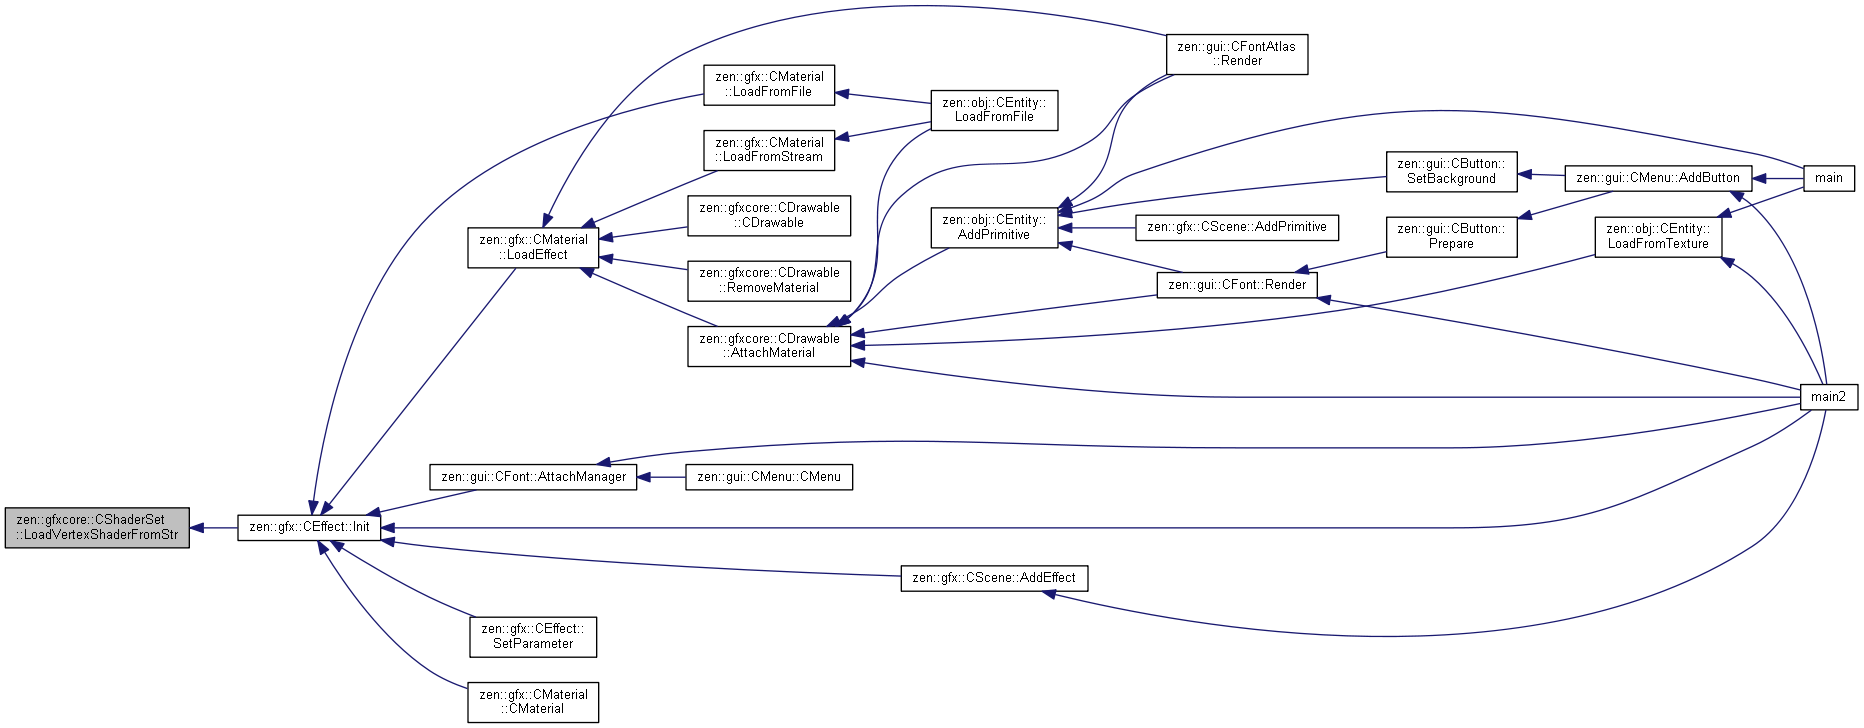 zen::gui::CFontAtlas
::Render
zen::gfx::CMaterial
::LoadFromFile
zen::obj::CEntity::
LoadFromFile
zen::gfx::CMaterial
::LoadFromStream
zen::gui::CButton::
SetBackground
zen::gui::CMenu::AddButton
main
zen::gfxcore::CDrawable
::CDrawable
zen::obj::CEntity::
AddPrimitive
zen::gfx::CScene::AddPrimitive
zen::gui::CButton::
Prepare
zen::obj::CEntity::
LoadFromTexture
zen::gfx::CMaterial
::LoadEffect
zen::gfxcore::CDrawable
::RemoveMaterial
zen::gui::CFont::Render
zen::gfxcore::CDrawable
::AttachMaterial
main2
zen::gui::CFont::AttachManager
zen::gui::CMenu::CMenu
zen::gfxcore::CShaderSet
::LoadVertexShaderFromStr
zen::gfx::CEffect::Init
zen::gfx::CScene::AddEffect
zen::gfx::CEffect::
SetParameter
zen::gfx::CMaterial
::CMaterial